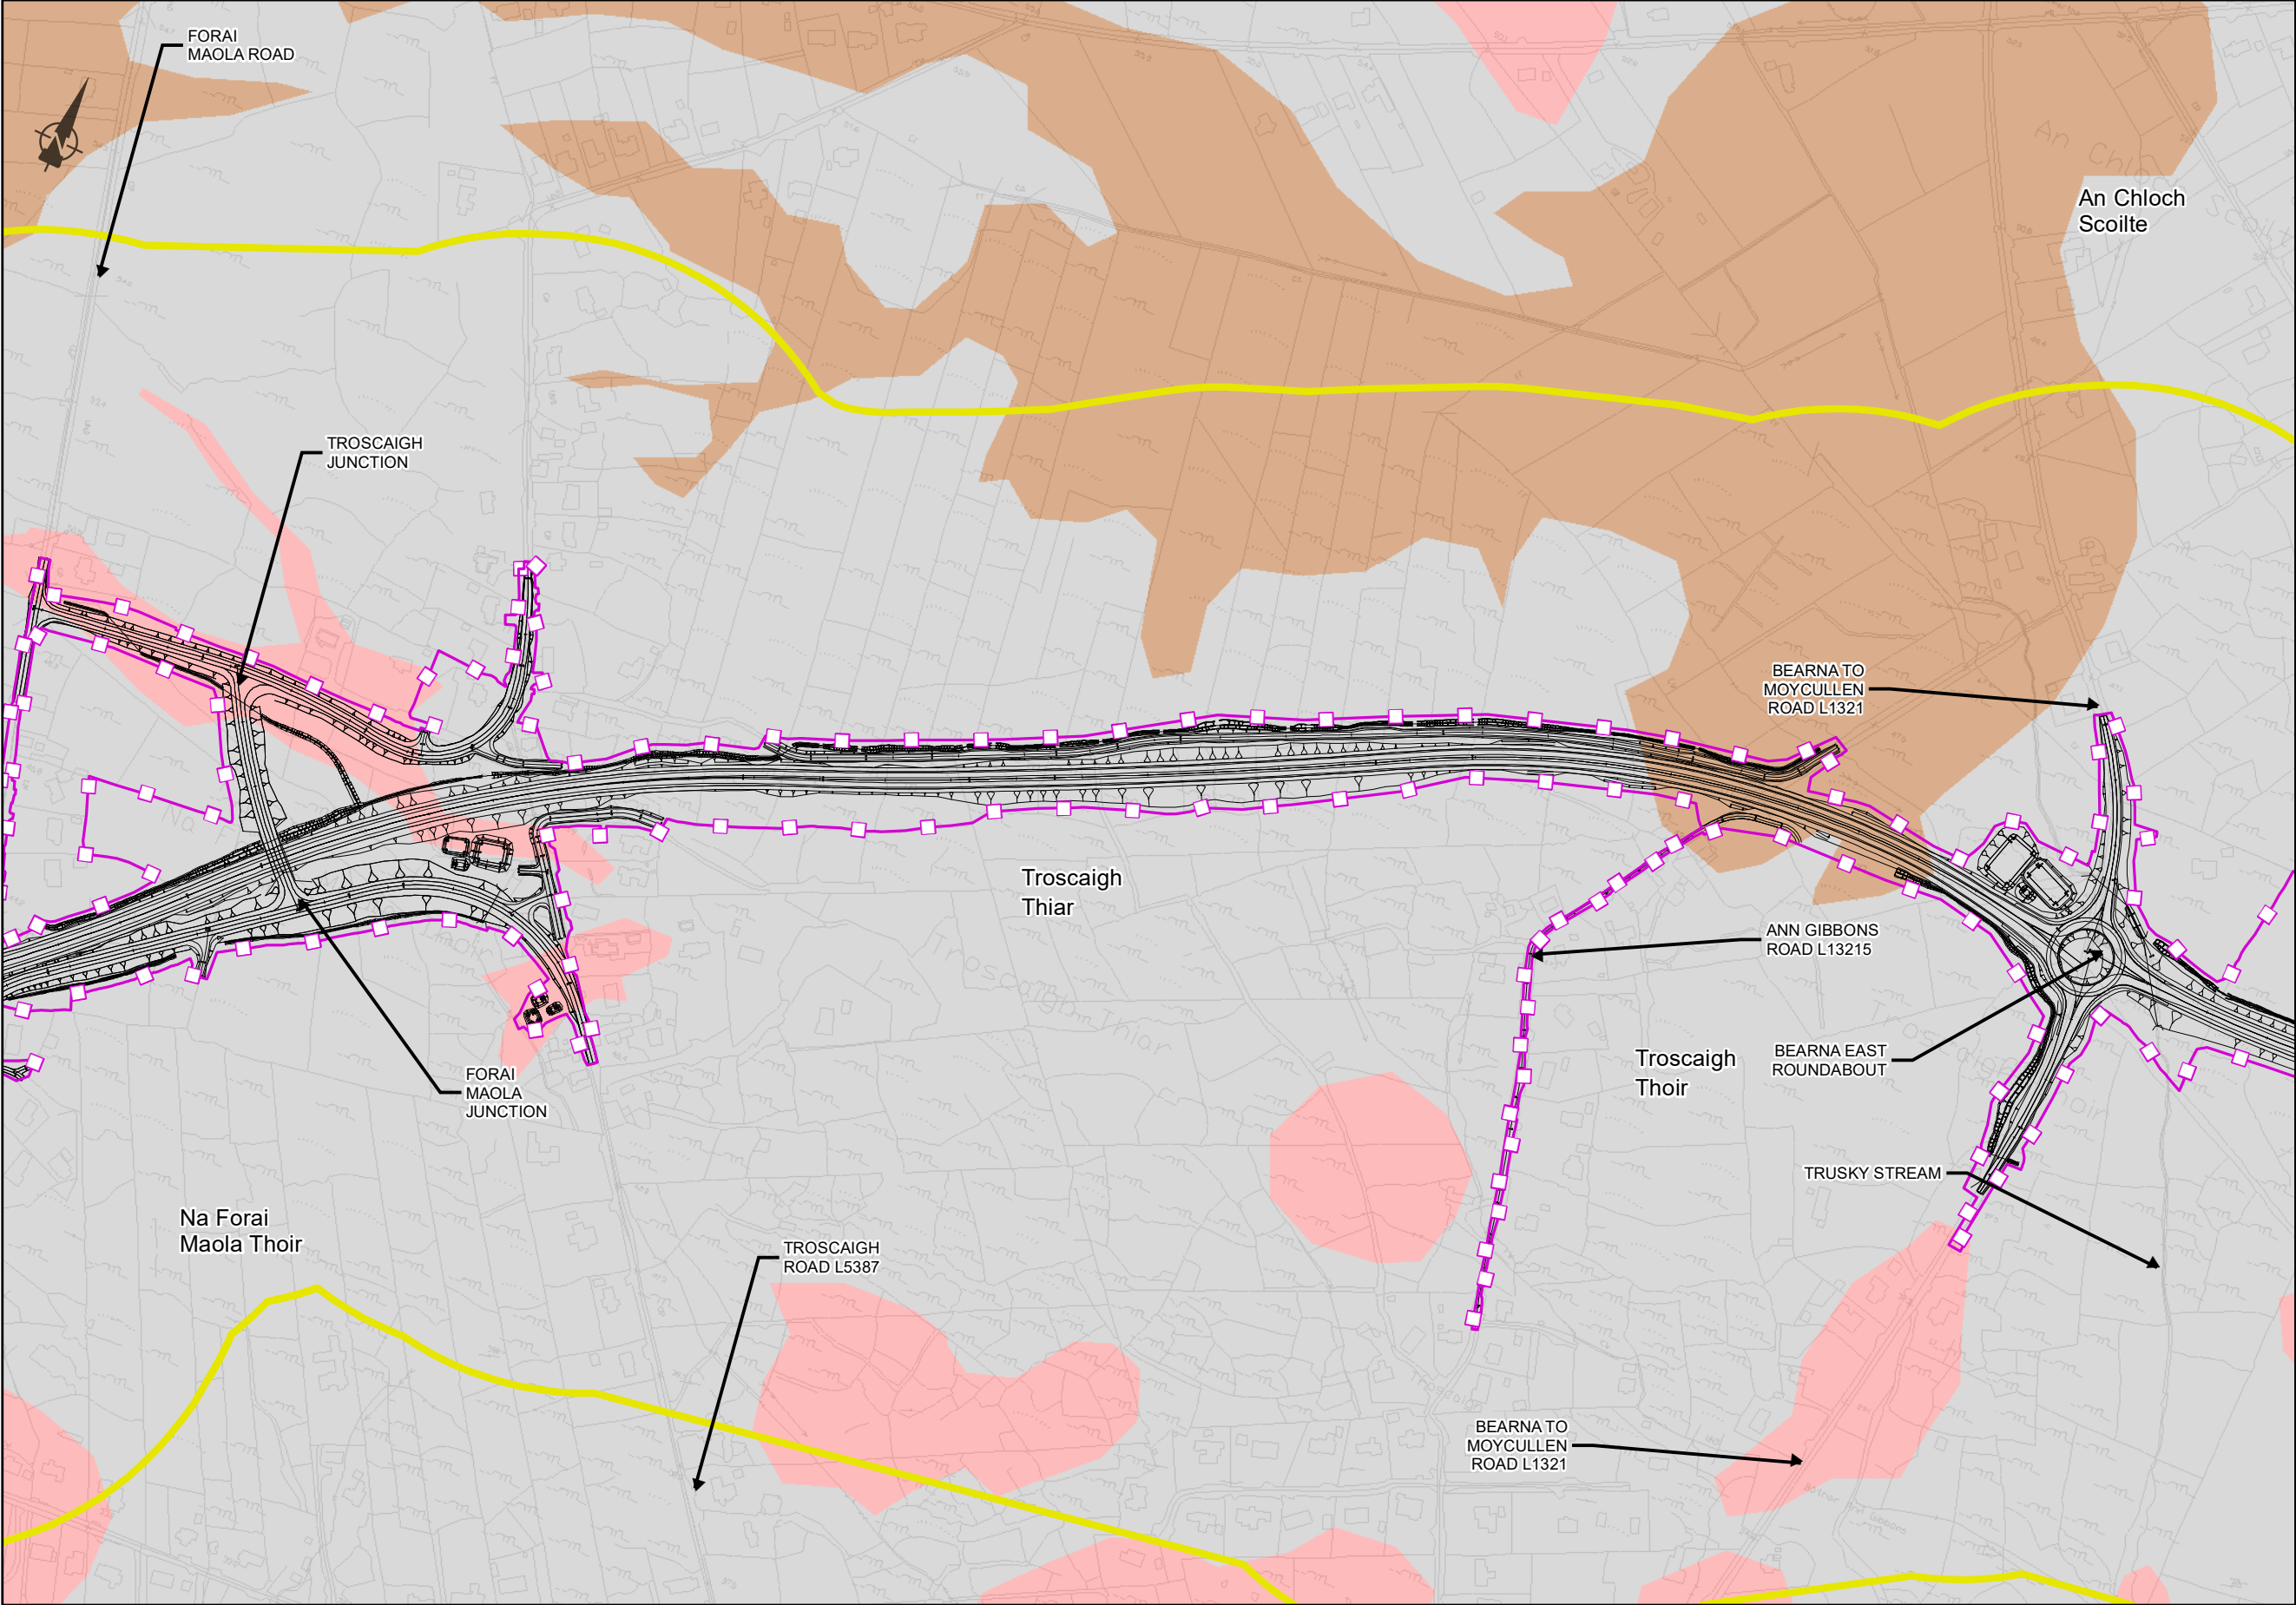 FORAI
MAOLA ROAD
An Chloch
Scoilte
TROSCAIGH
JUNCTION
BEARNA TO
MOYCULLEN
ROAD L1321
Troscaigh
Thiar
ANN GIBBONS
ROAD L13215
Troscaigh
Thoir
BEARNA EAST
ROUNDABOUT
FORAI
MAOLA
JUNCTION
TRUSKY STREAM
Na Forai
Maola Thoir
TROSCAIGH
ROAD L5387
BEARNA TO
MOYCULLEN
ROAD L1321